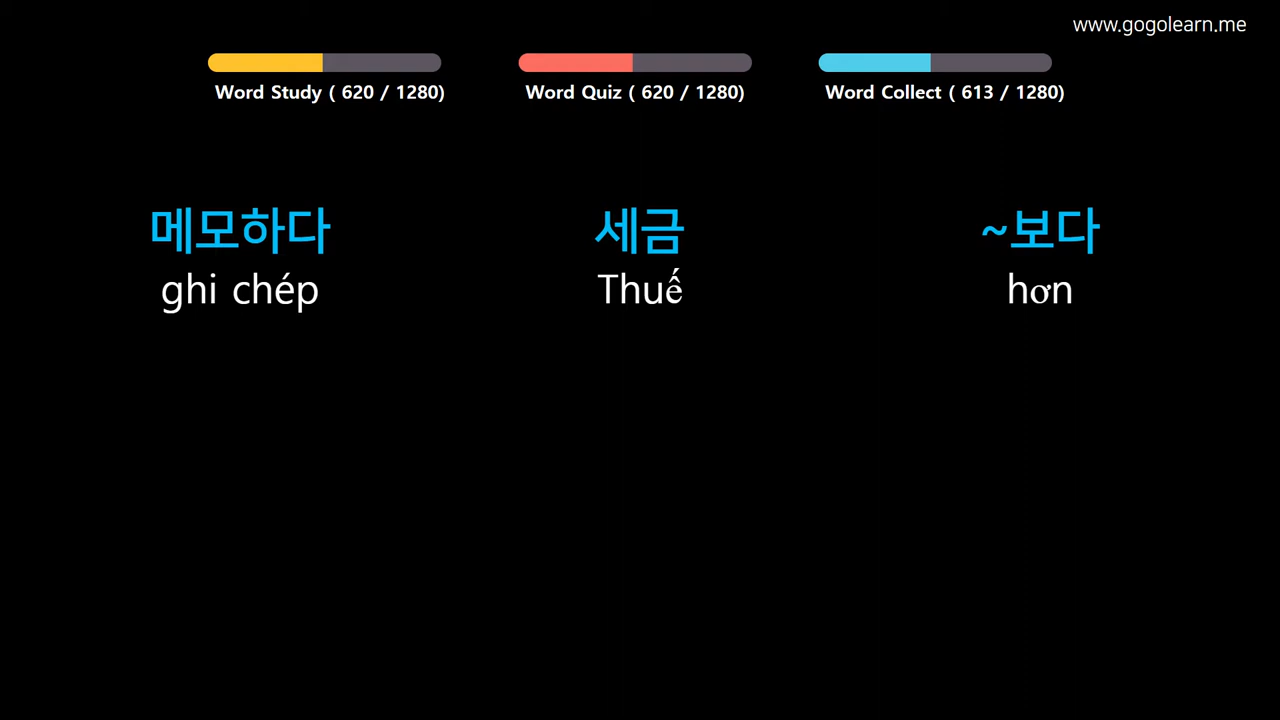 www.gogolearn.me
Word Study ( 620 / 1280)
Word Quiz ( 620 / 1280)
Word Collect ( 613 / 1280)
메모하다
ghi chép
세금
Thuế
~보다
hơn